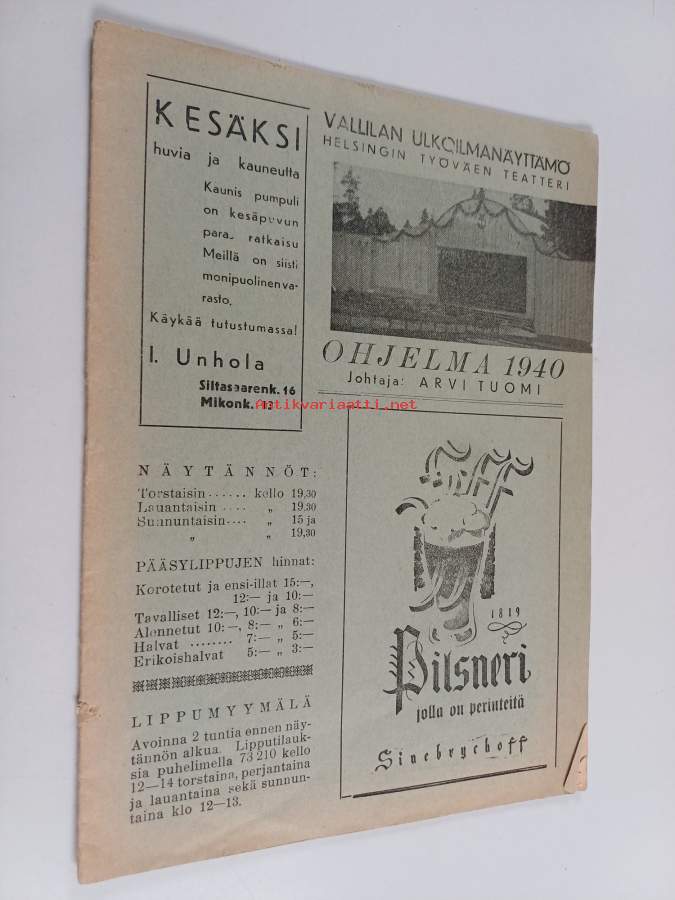 KESÄKSI
huvia ja kauneutta
Kaunis pumpuli
on kesäpuvun
paras ratkaisu
Meillä on siisti
monipuolinen va-
rasto.
Käykää tutustumassa!
I. Unhola
Siltasaarenk. 16
Mikonk. 13
VALLILAN ULKOILMANÄYTTÄMÖ
HELSINGIN TYÖVÄEN TEATTERI
OHJELMA 1940
Johtaja: ARVI TUOMI
Antikvariaatti.net
NÄYTÄNNÖT:
Torstaisin ...... kello 19,30
Lauantaisin .... „ 19.30
Sunnuntaisin .... „ 15 ja
„ „ 19,30
PÄÄSYLIPPUJEN hinnat:
Korotetut ja ensi-illat 15:—,
12:— ja 10:—
Tavalliset 12:—, 10:— ja 8:—
Alennetut 10:—, 8:— „ 6:—
Halvat ........ 7:— „ 5:—
Erikoishalvat 5:— „ 3:—
LIPPUMYYMÄLÄ
Avoinna 2 tuntia ennen näy-
tännön alkua. Lipputilauk-
sia puhelimella 73 210 kello
12—14 torstaina, perjantaina
ja lauantaina sekä sunnun-
taina klo 12—13.
1819
Pilsneri
jolla on perinteitä
Sinebrychoff